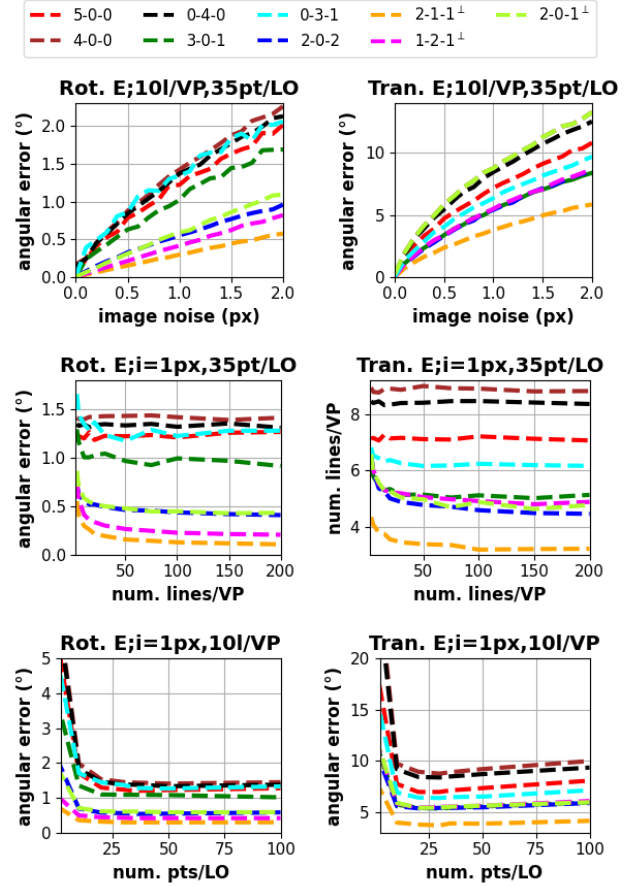 5-0-0 0-4-0 0-3-1 2-1-1⊥ 2-0-1⊥
4-0-0 3-0-1 2-0-2 1-2-1⊥
Rot. E;10l/VP,35pt/LO Tran. E;10l/VP,35pt/LO
angular error (°) angular error (°)
2.0
1.5
1.0
0.5
0.0
10
5
0
0.0 0.5 1.0 1.5 2.0 0.0 0.5 1.0 1.5 2.0
image noise (px) image noise (px)
Rot. E;i=1px,35pt/LO Tran. E;i=1px,35pt/LO
angular error (°) num. lines/VP
1.5
1.0
0.5
0.0
8
6
4
50 100 150 200 50 100 150 200
num. lines/VP num. lines/VP
Rot. E;i=1px,10l/VP Tran. E;i=1px,10l/VP
angular error (°) angular error (°)
5
4
3
2
1
0
20
15
10
5
25 50 75 100 25 50 75 100
num. pts/LO num. pts/LO